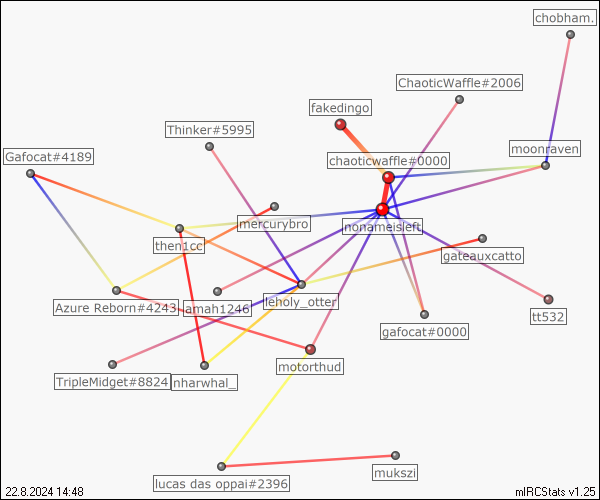 chobham.
ChaoticWaffle#2006
fakedingo
Thinker#5995
moonraven
Gafocat#4189
chaoticwaffle#0000
mercurybro
nonameisleft
then1cc
gateauxcatto
Azure Reborn#4243
amah1246
leholy_otter
tt532
gafocat#0000
motorthud
TripleMidget#8824
nharwhal_
mukszi
lucas das oppai#2396
22.8.2024 14:48
mIRCStats v1.25